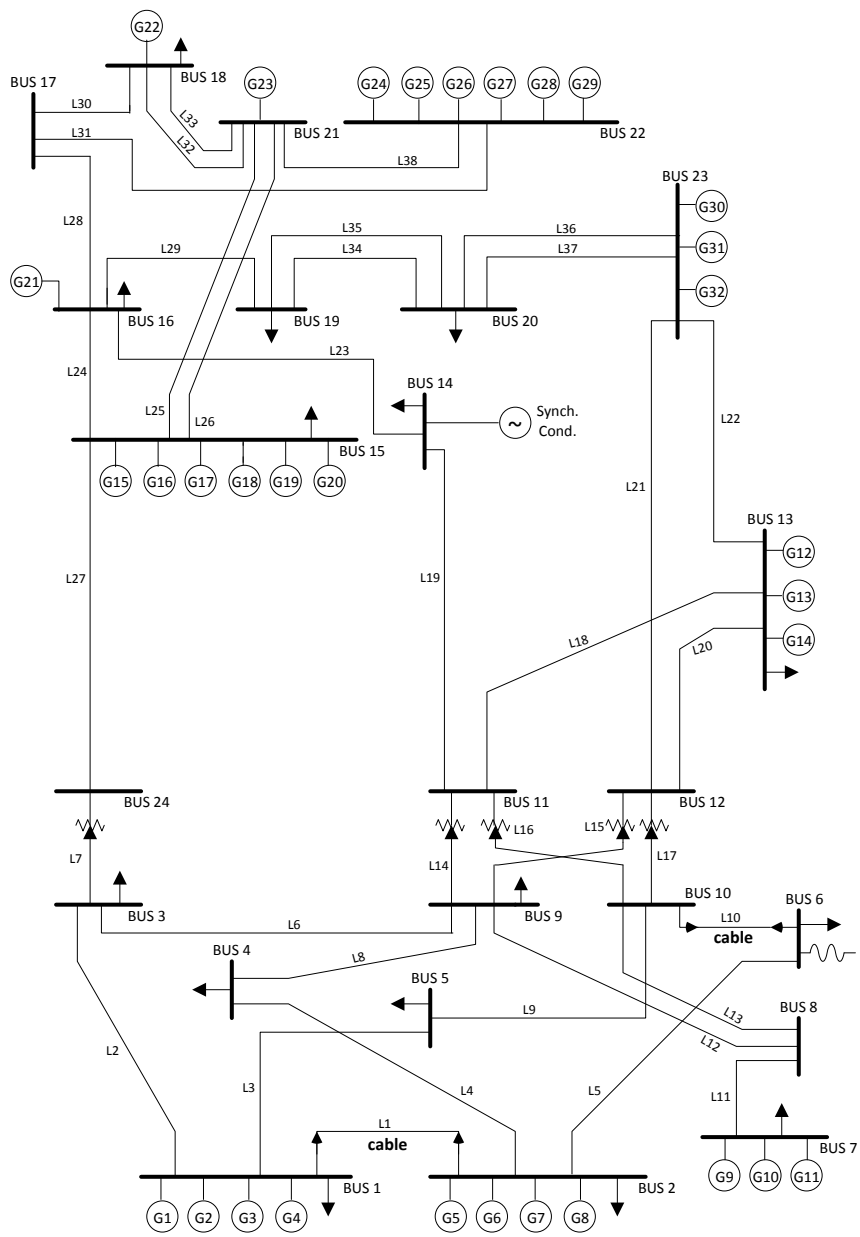 G22
BUS 18
BUS 17
G23
G24
G25
G26
G27
G28
G29
L30
L33
L32
BUS 21
BUS 22
L31
L38
BUS 23
G30
L28
L35
L36
G31
L29
L34
L37
G21
G32
BUS 16
BUS 19
BUS 20
L23
L24
BUS 14
L25
L26
Synch.
Cond.
~
L22
BUS 15
G15
G16
G17
G18
G19
G20
L21
BUS 13
G12
L27
L19
G13
L18
L20
G14
BUS 24
BUS 11
BUS 12
L7
L14
L16
L15
L17
BUS 3
BUS 9
BUS 10
BUS 6
L6
L10
cable
BUS 4
L8
BUS 5
L9
L13
BUS 8
L12
L2
L3
L4
L5
L11
L1
cable
BUS 7
BUS 1
BUS 2
G9
G10
G11
G1
G2
G3
G4
G5
G6
G7
G8